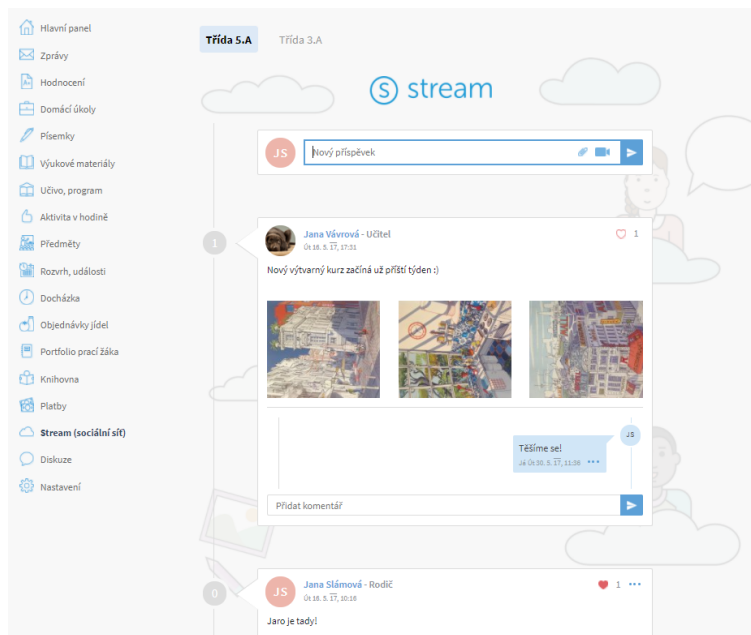 Hlavní panel
Zprávy
Hodnocení
Domácí úkoly
Písemky
Výukové materiály
Učivo, program
Aktivita v hodině
Předměty
Rozvrh, události
Docházka
Objednávky jídel
Portfolio prací žáka
Knihovna
Platby
Stream (sociální síť)
Diskuze
Nastavení
Třída 5.A Třída 3.A
S stream
JS Nový příspěvek
1
Jana Vávrová - Učitel 1
Út 16. 5. 17, 17:31
Nový výtvarný kurz začíná už příští týden :)
JS
Těšíme se!
Já Út 30. 5. 17, 11:36 •••
Přidat komentář
0
JS Jana Slámová - Rodič 1 •••
Út 16. 5. 17, 10:16
Jaro je tady!